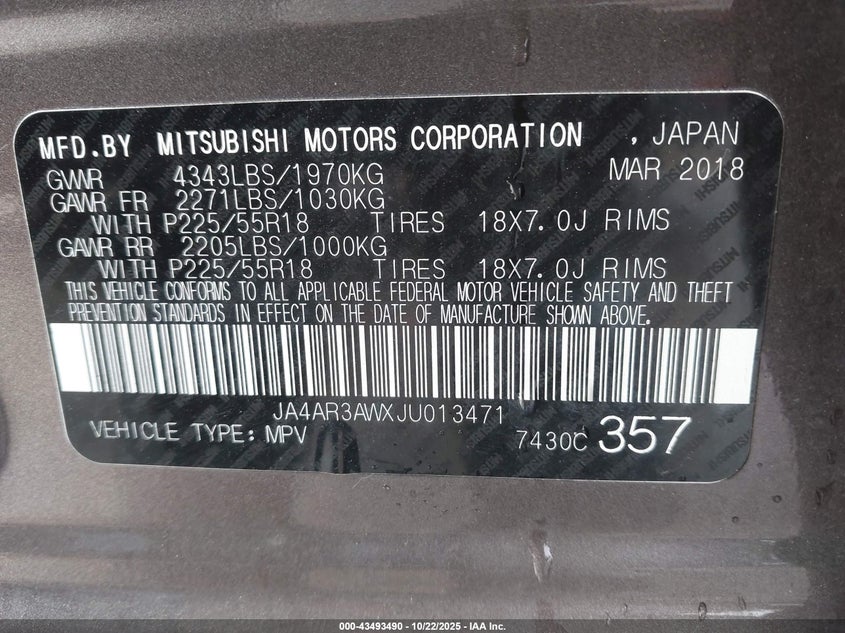 MFD.BY MITSUBISHI MOTORS CORPORATION , JAPAN
GVWR 4343LBS/1970KG MAR 2018
GAWR FR 2271LBS/1030KG
WITH P225/55R18 TIRES 18X7.0J RIMS
GAWR RR 2205LBS/1000KG
WITH P225/55R18 TIRES 18X7.0J RIMS
THIS VEHICLE CONFORMS TO ALL APPLICABLE FEDERAL MOTOR VEHICLE SAFETY AND THEFT
PREVENTION STANDARDS IN EFFECT ON THE DATE OF MANUFACTURE SHOWN ABOVE.
JA4AR3AWXJU013471
VEHICLE TYPE: MPV 7430C 357
000-43493490 - 10/22/2025 - IAA Inc.